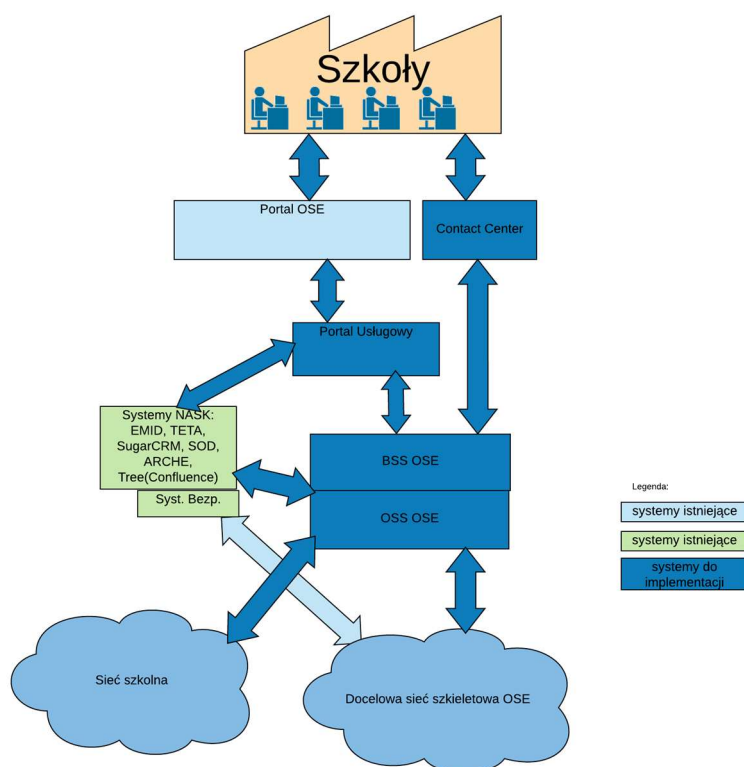 Szkoły
Portal OSE
Contact Center
Portal Usługowy
Systemy NASK:
EMID, TETA,
SugarCRM, SOD,
ARCHE,
Tree(Confluence)
Syst. Bezp.
BSS OSE
OSS OSE
Legenda:
systemy istniejące
systemy istniejące
systemy do
implementacji
Sieć szkolna
Docelowa sieć szkieletowa OSE